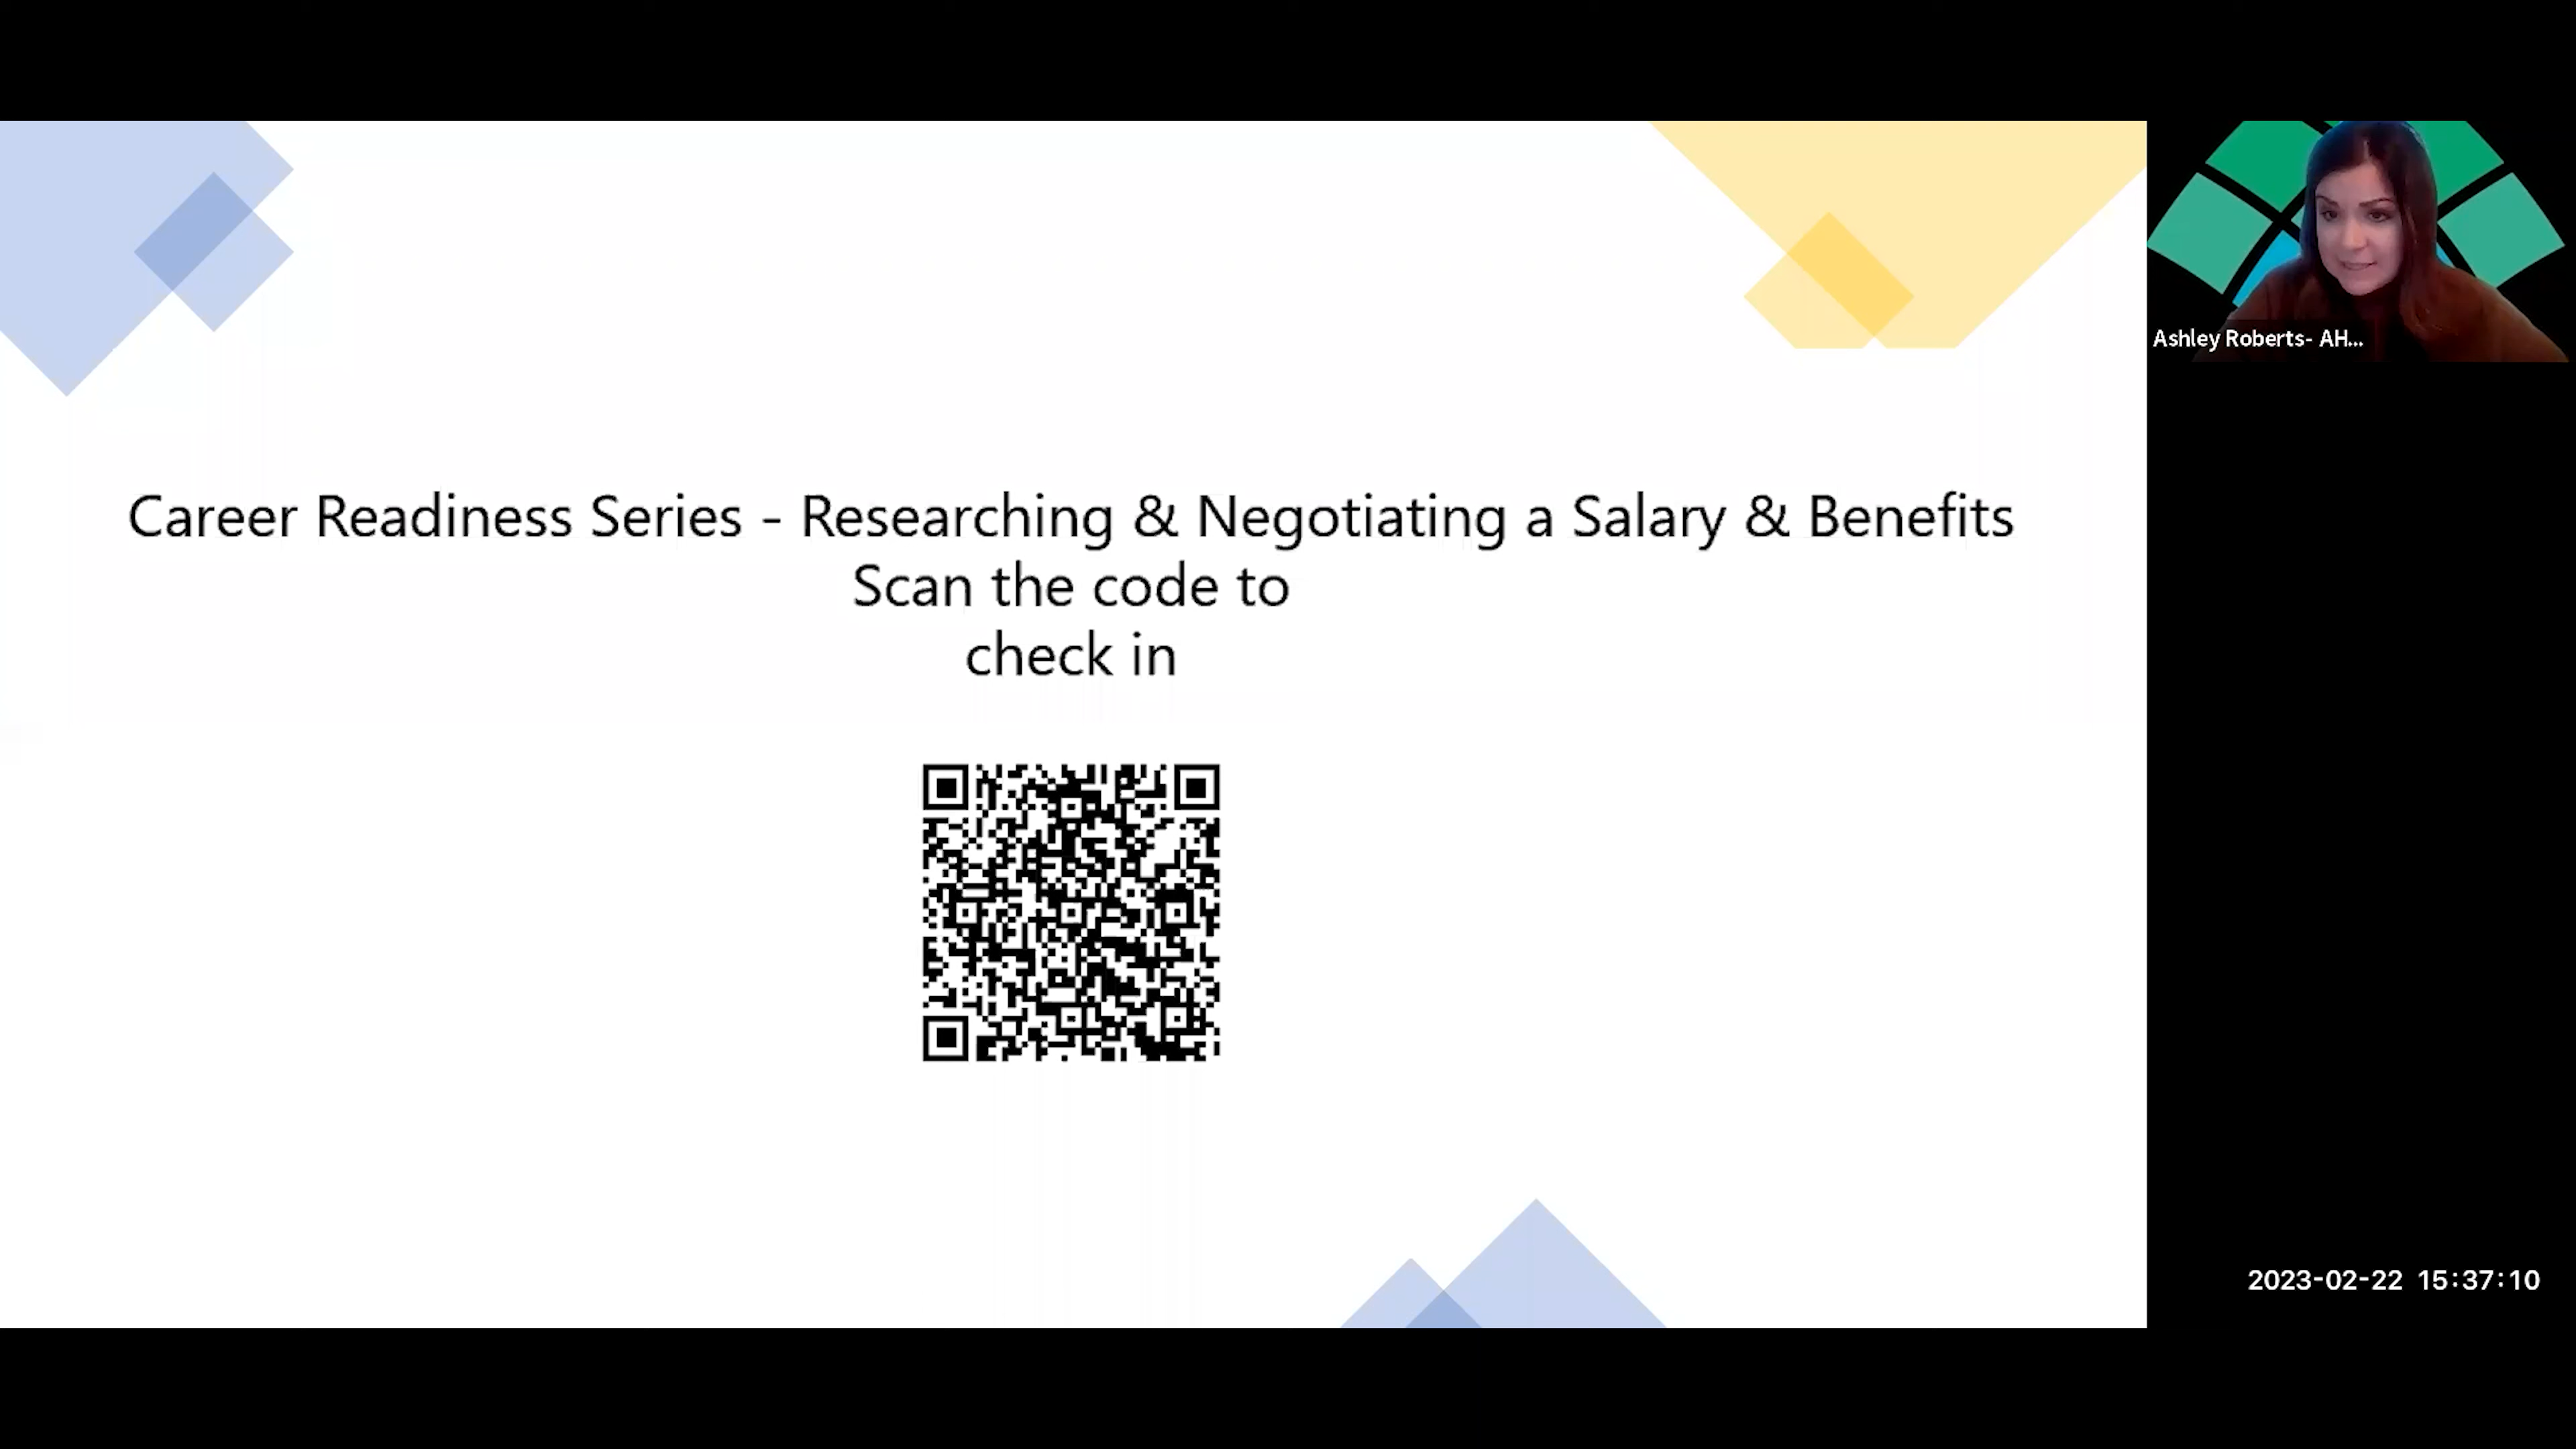 Career Readiness Series - Researching & Negotiating a Salary & Benefits
Scan the code to
check in
Ashley Roberts- AH...
2023-02-22 15:37:10